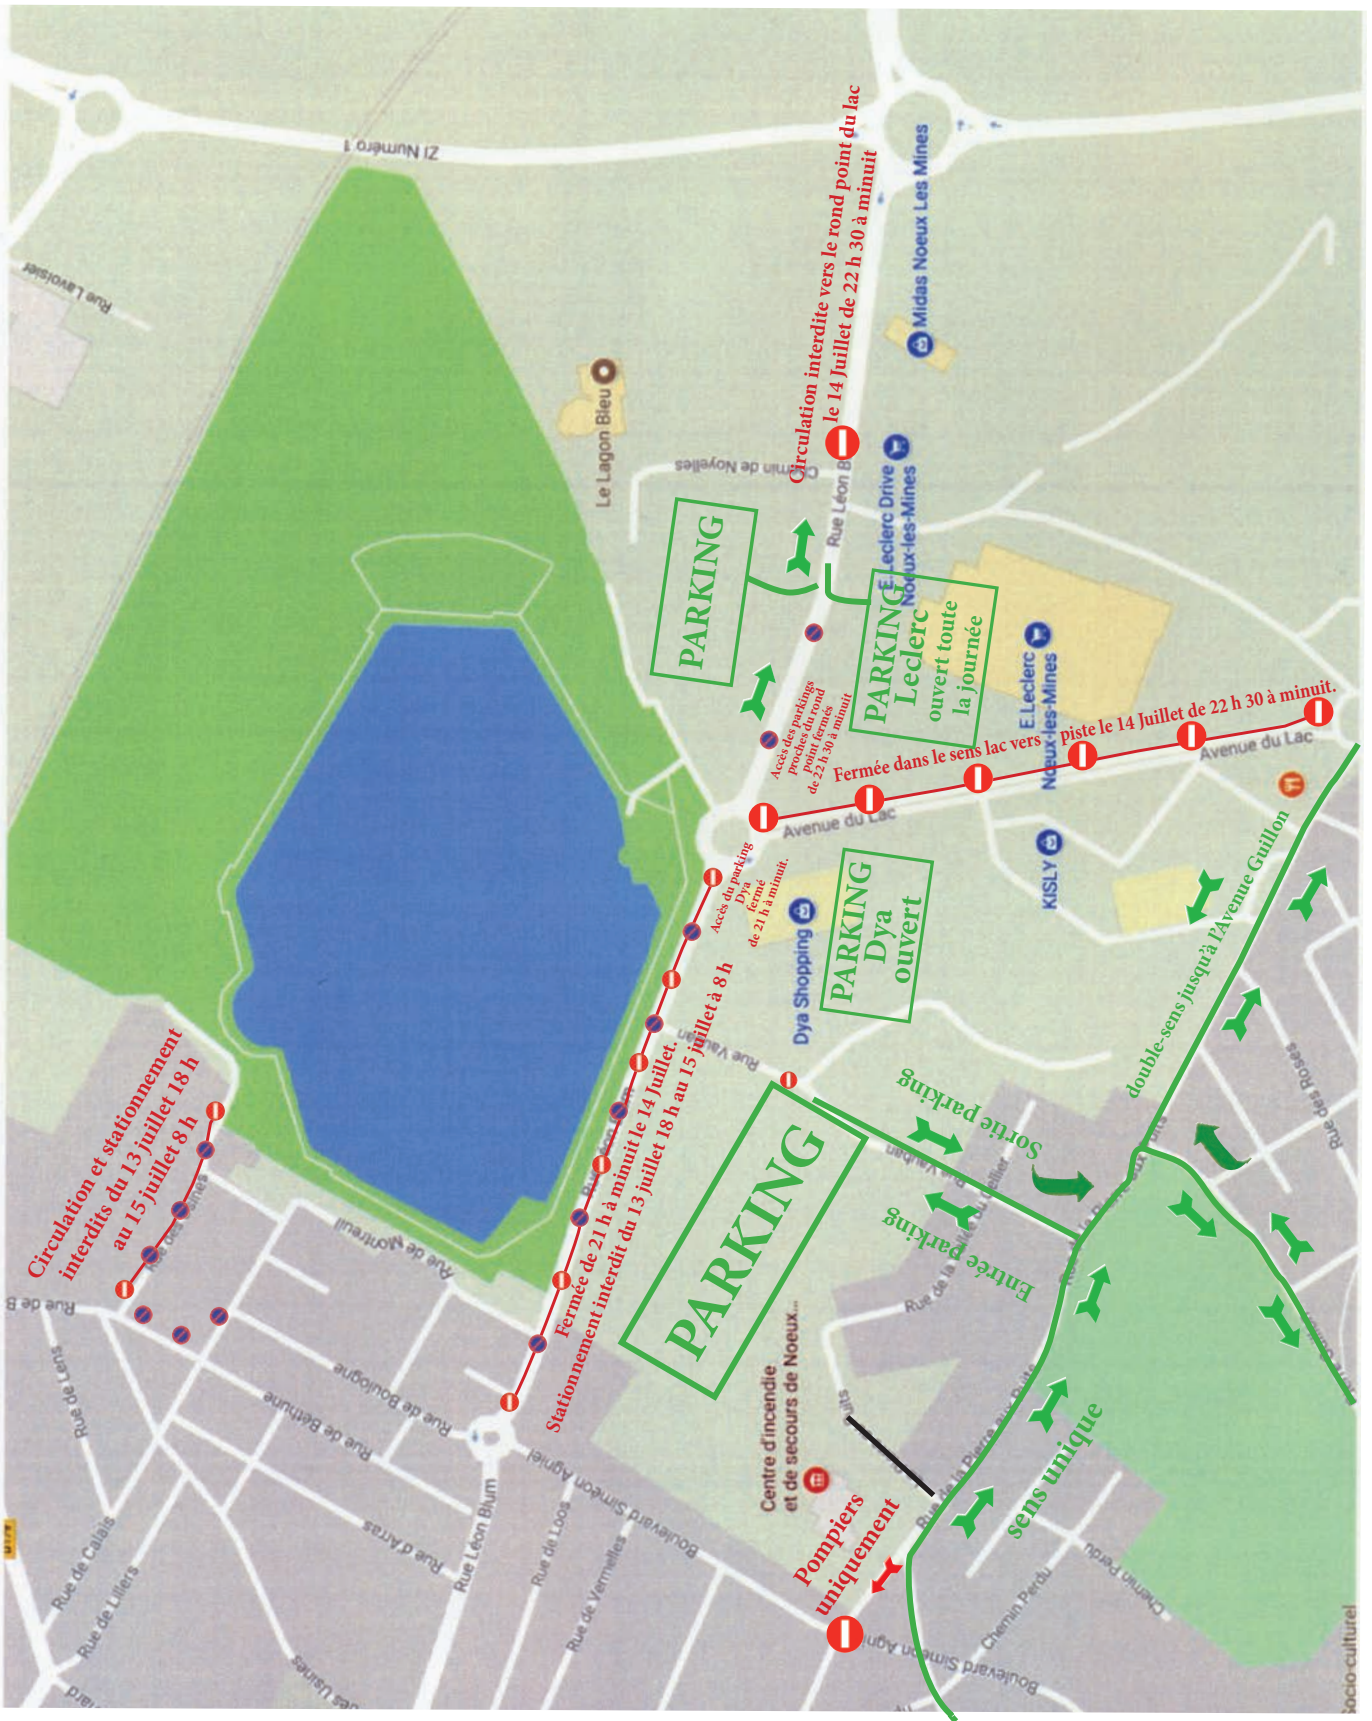 ZI Numéro 1
Rue Lavoisier
Circulation interdite vers le rond point du lac
le 14 Juillet de 22 h 30 à minuit
Midas Noeux Les Mines
Le Lagon Bleu
Chemin de Noyelles
Rue Léon B
E.Leclerc Drive
Noeux-les-Mines
PARKING
PARKING
Leclerc
ouvert toute
la journée
E.Leclerc
Noeux-les-Mines
Accès des parkings
proches du rond
point fermés
de 22 h 30 à minuit
Fermée dans le sens lac vers piste le 14 Juillet de 22 h 30 à minuit.
Avenue du Lac
Avenue du Lac
KISLY
Accès du parking
Dya
fermé
de 21 h à minuit.
Dya Shopping
PARKING
Dya
ouvert
double-sens jusqu'à l'Avenue Guillon
Rue des Roses
Rue Vauban
Fermée de 21 h à minuit le 14 Juillet.
Stationnement interdit du 13 juillet 18 h au 15 juillet à 8 h
Circulation et stationnement
interdits du 13 juillet 18 h
au 15 juillet 8 h
PARKING
Sortie parking
Rue Vauban
Entrée parking
Rue de Montreuil
Rue de B
Rue de Lens
Rue de Boulogne
Rue de Béthune
Rue d'Arras
Rue de Calais
Rue de Lillers
Rue Léon Blum
Rue de Loos
Rue de Vermelles
Boulevard Siméon Agniel
Centre d'incendie
et de secours de Noeux...
Pompiers
uniquement
Rue de la Pierre aux Puits
sens unique
Chemin Perdu
Chemin Perdu
Boulevard Siméon Agni
Socio-culturel